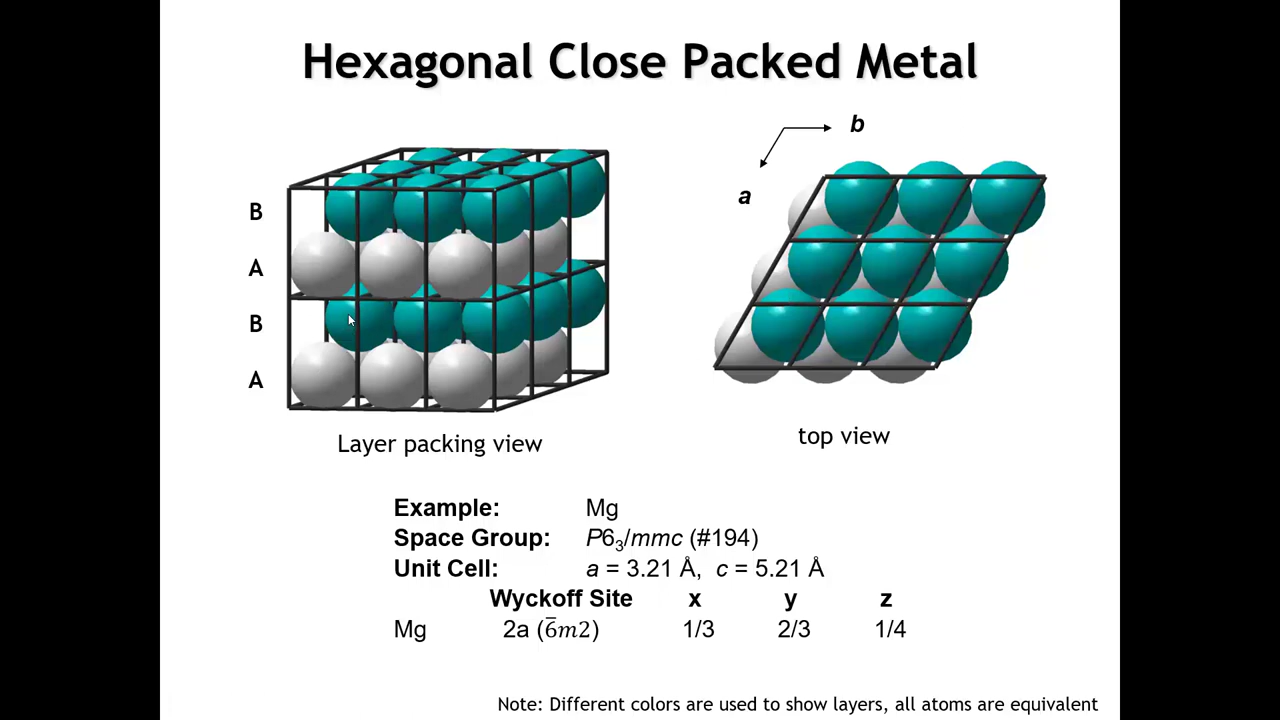 Hexagonal Close Packed Metal
b
a
B
A
B
A
Layer packing view
top view
Example: Mg
Space Group: P6₃/mmc (#194)
Unit Cell: a = 3.21 Å, c = 5.21 Å
Wyckoff Site x y z
Mg 2a (6̅m2) 1/3 2/3 1/4
Note: Different colors are used to show layers, all atoms are equivalent